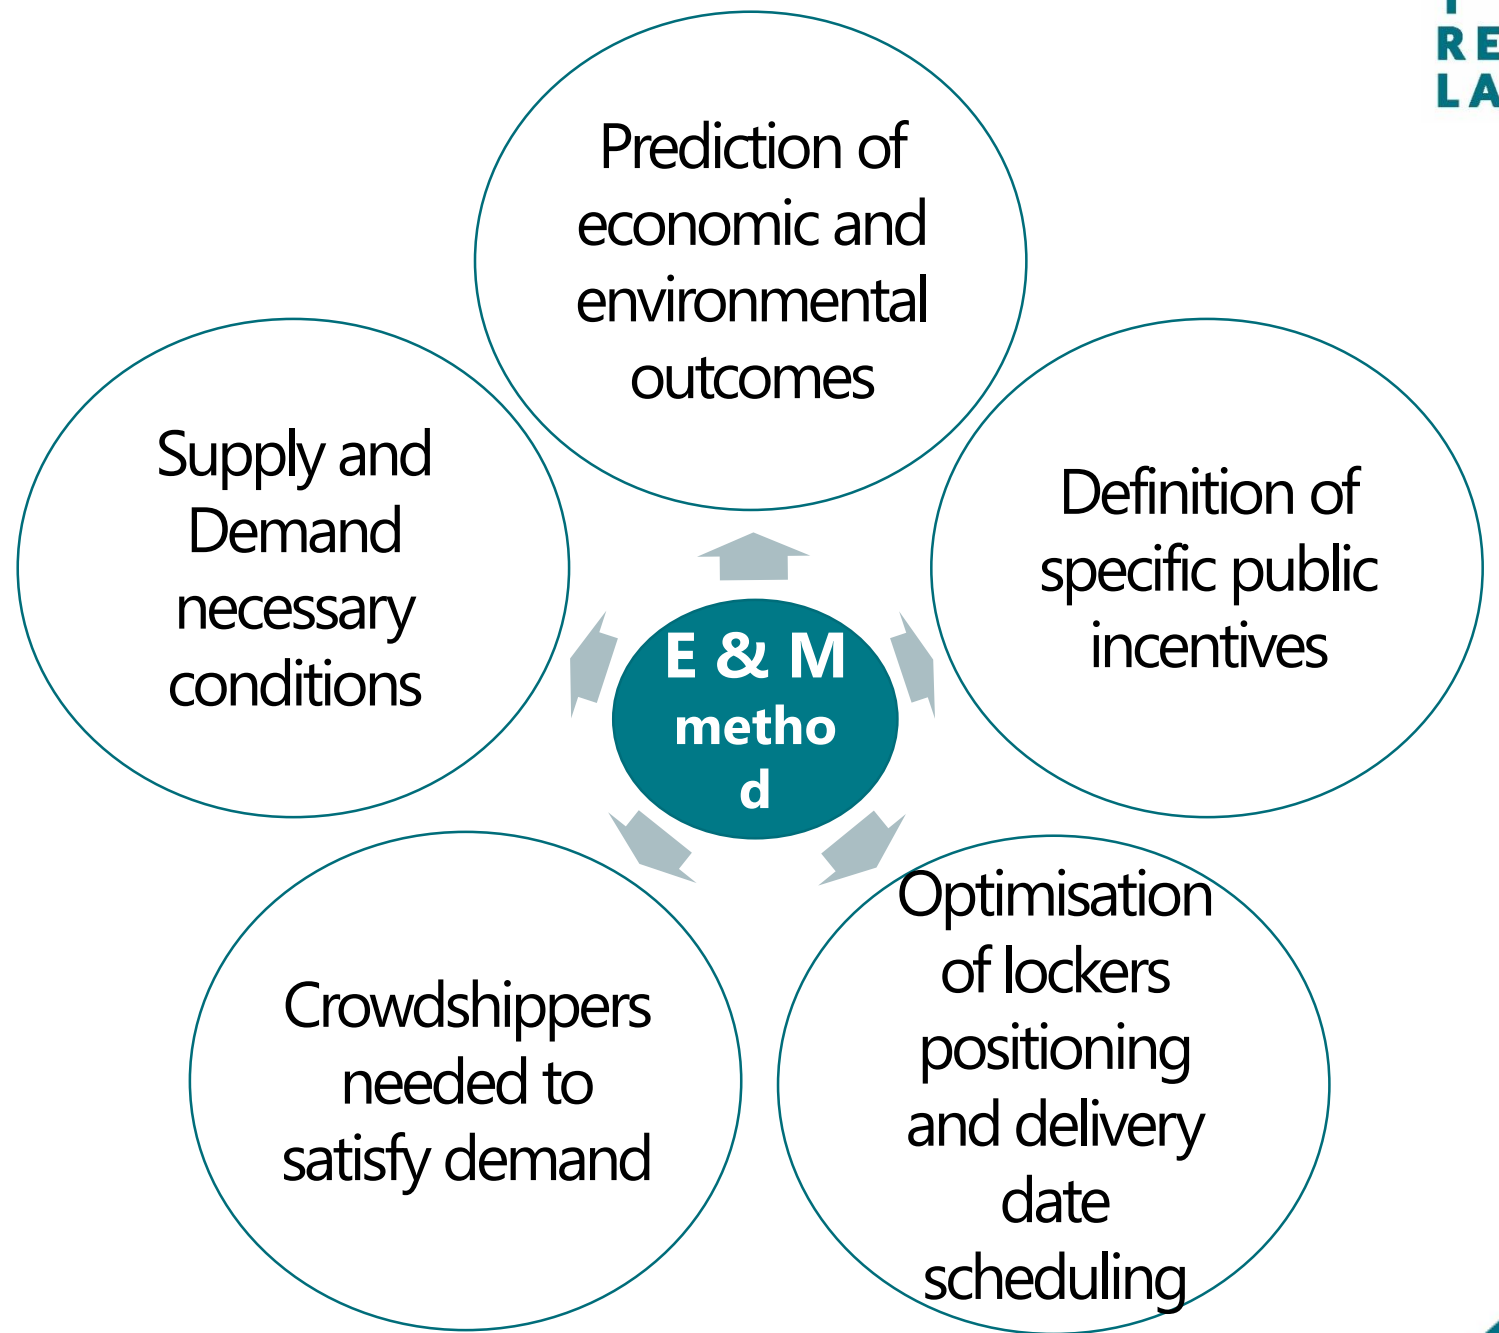 RE
LA
Prediction of
economic and
environmental
outcomes
Supply and
Demand
necessary
conditions
Definition of
specific public
incentives
E & M
metho
d
Crowdshippers
needed to
satisfy demand
Optimisation
of lockers
positioning
and delivery
date
scheduling